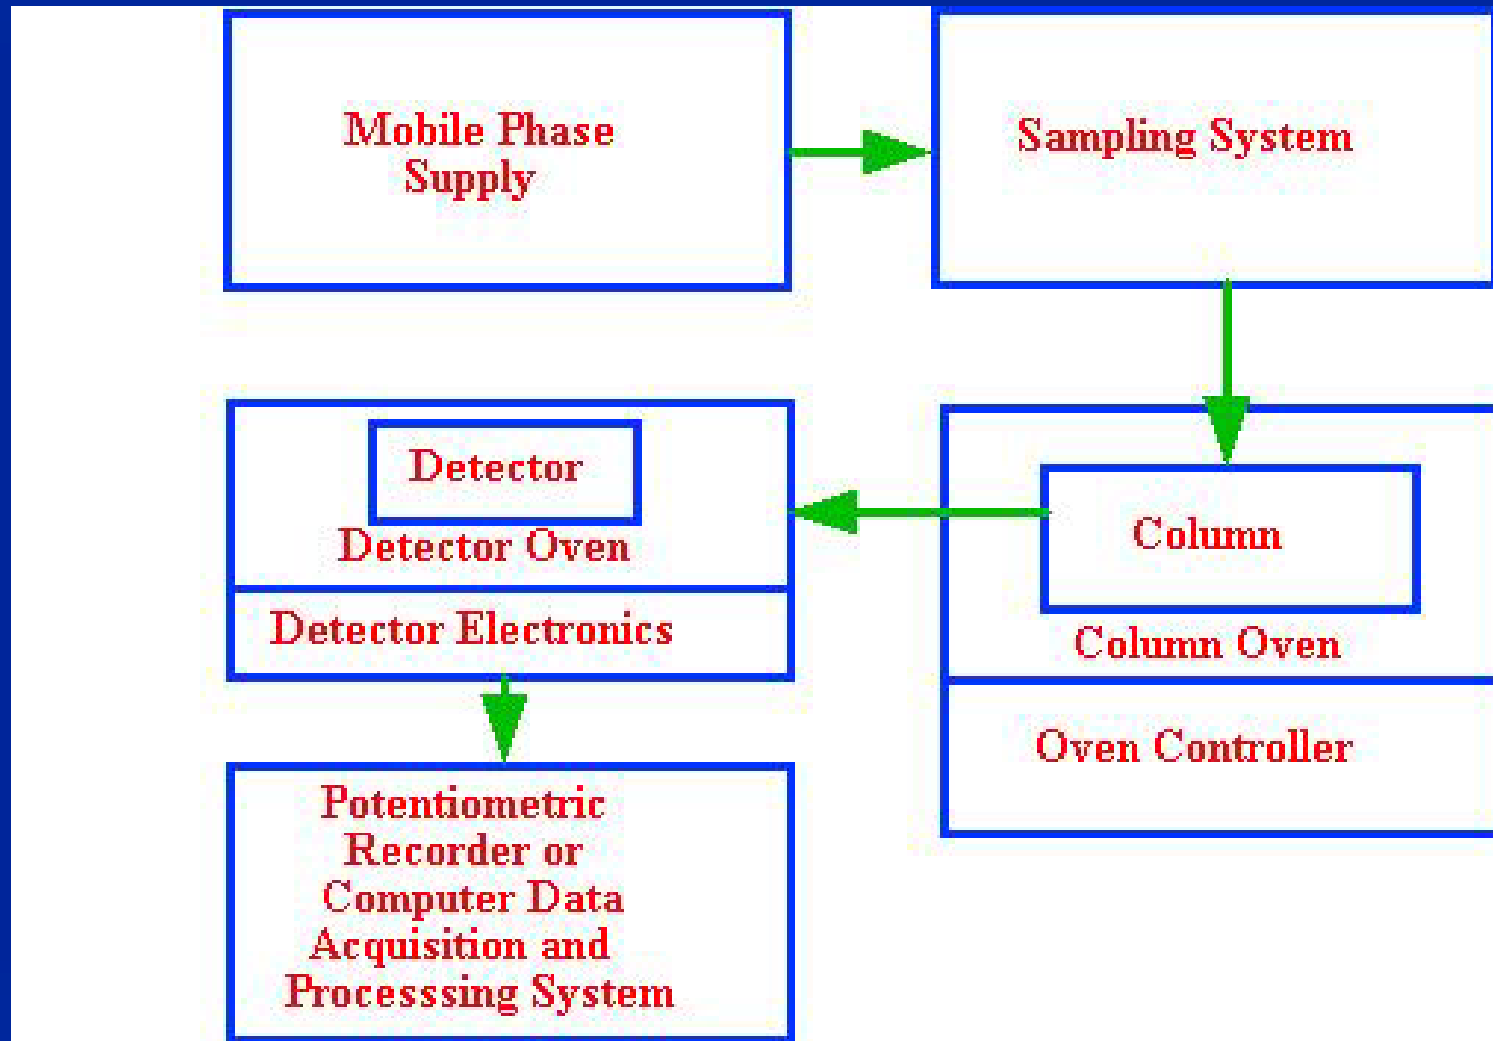 Mobile Phase
Supply
Sampling System
Detector
Detector Oven
Detector Electronics
Column
Column Oven
Oven Controller
Potentiometric
Recorder or
Computer Data
Acquisition and
Processsing System